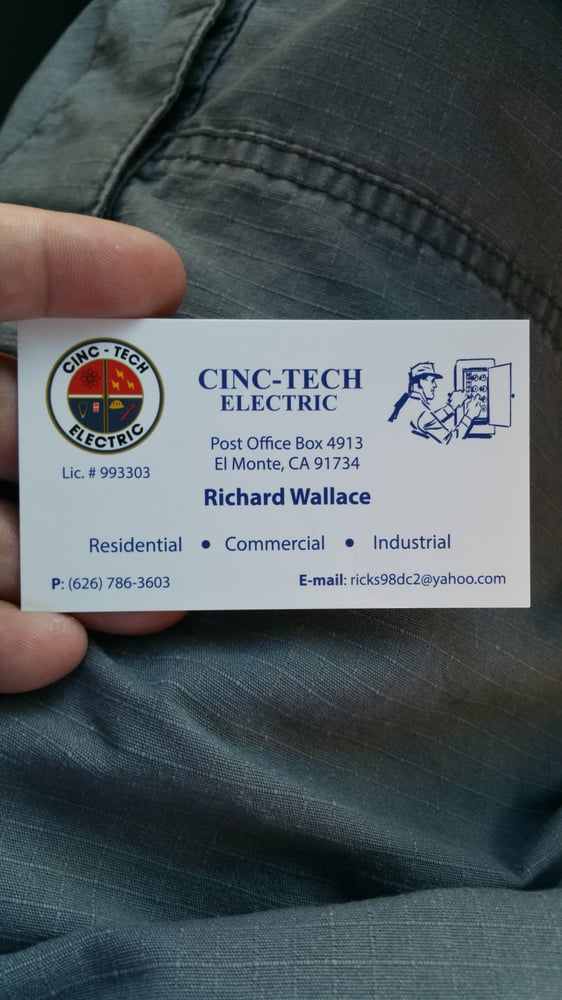 CINC - TECH
ELECTRIC
Lic. # 993303
CINC-TECH
ELECTRIC
Post Office Box 4913
El Monte, CA 91734
Richard Wallace
Residential • Commercial • Industrial
P: (626) 786-3603
E-mail: ricks98dc2@yahoo.com